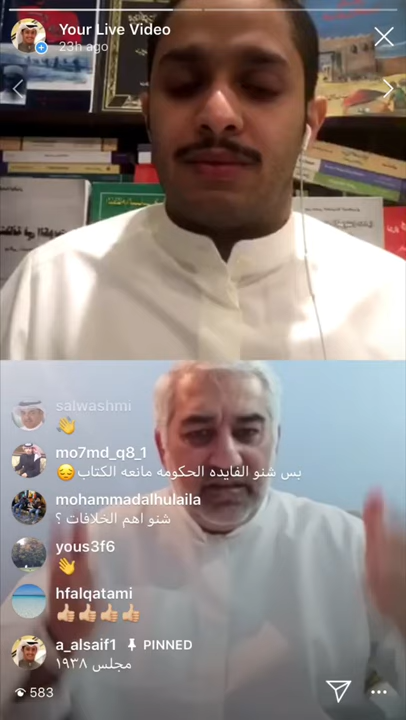 Your Live Video
23h ago
salwashmi
👋
mo7md_q8_1
بس شنو الفايده الحكومه مانعه الكتاب😔
mohammadalhulaila
شنو اهم الخلافات ؟
yous3f6
👋
hfalqatami
👍🏼👍🏼👍🏼👍🏼
a_alsaif1 PINNED
مجلس ١٩٣٨
583